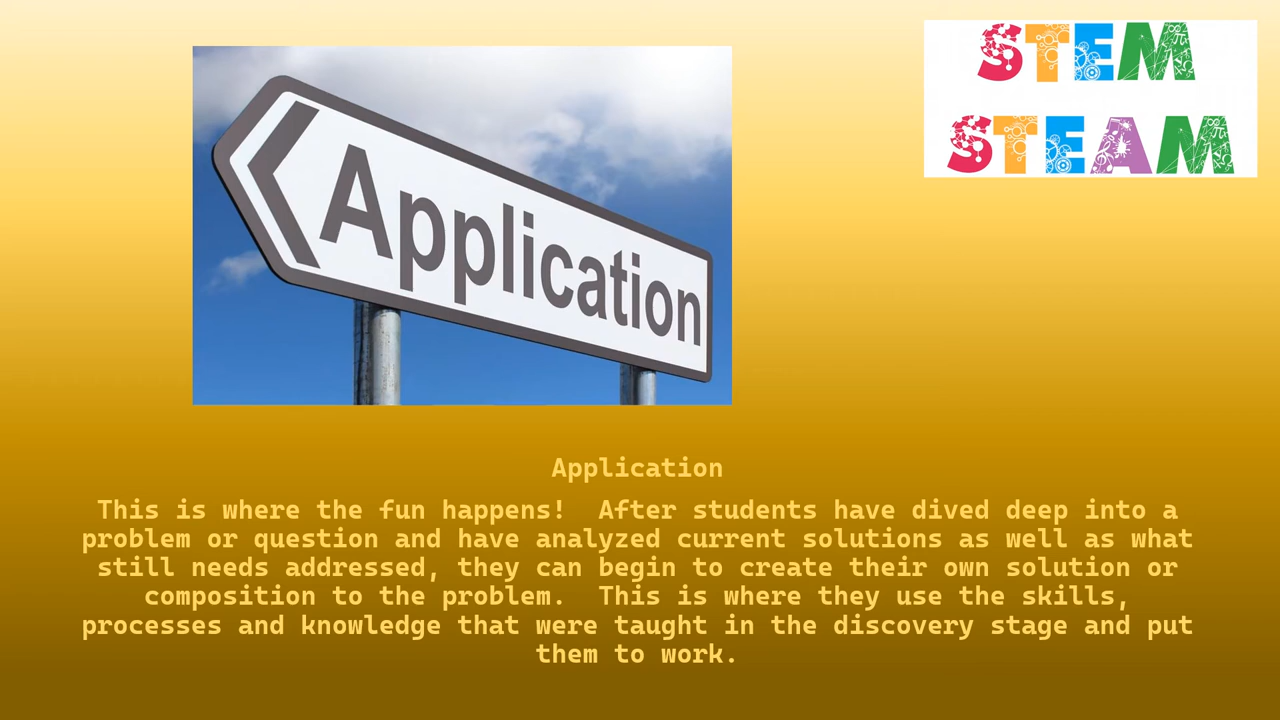 STEM
STEAM
Application
Application
This is where the fun happens!  After students have dived deep into a
problem or question and have analyzed current solutions as well as what
still needs addressed, they can begin to create their own solution or
composition to the problem.  This is where they use the skills,
processes and knowledge that were taught in the discovery stage and put
them to work.